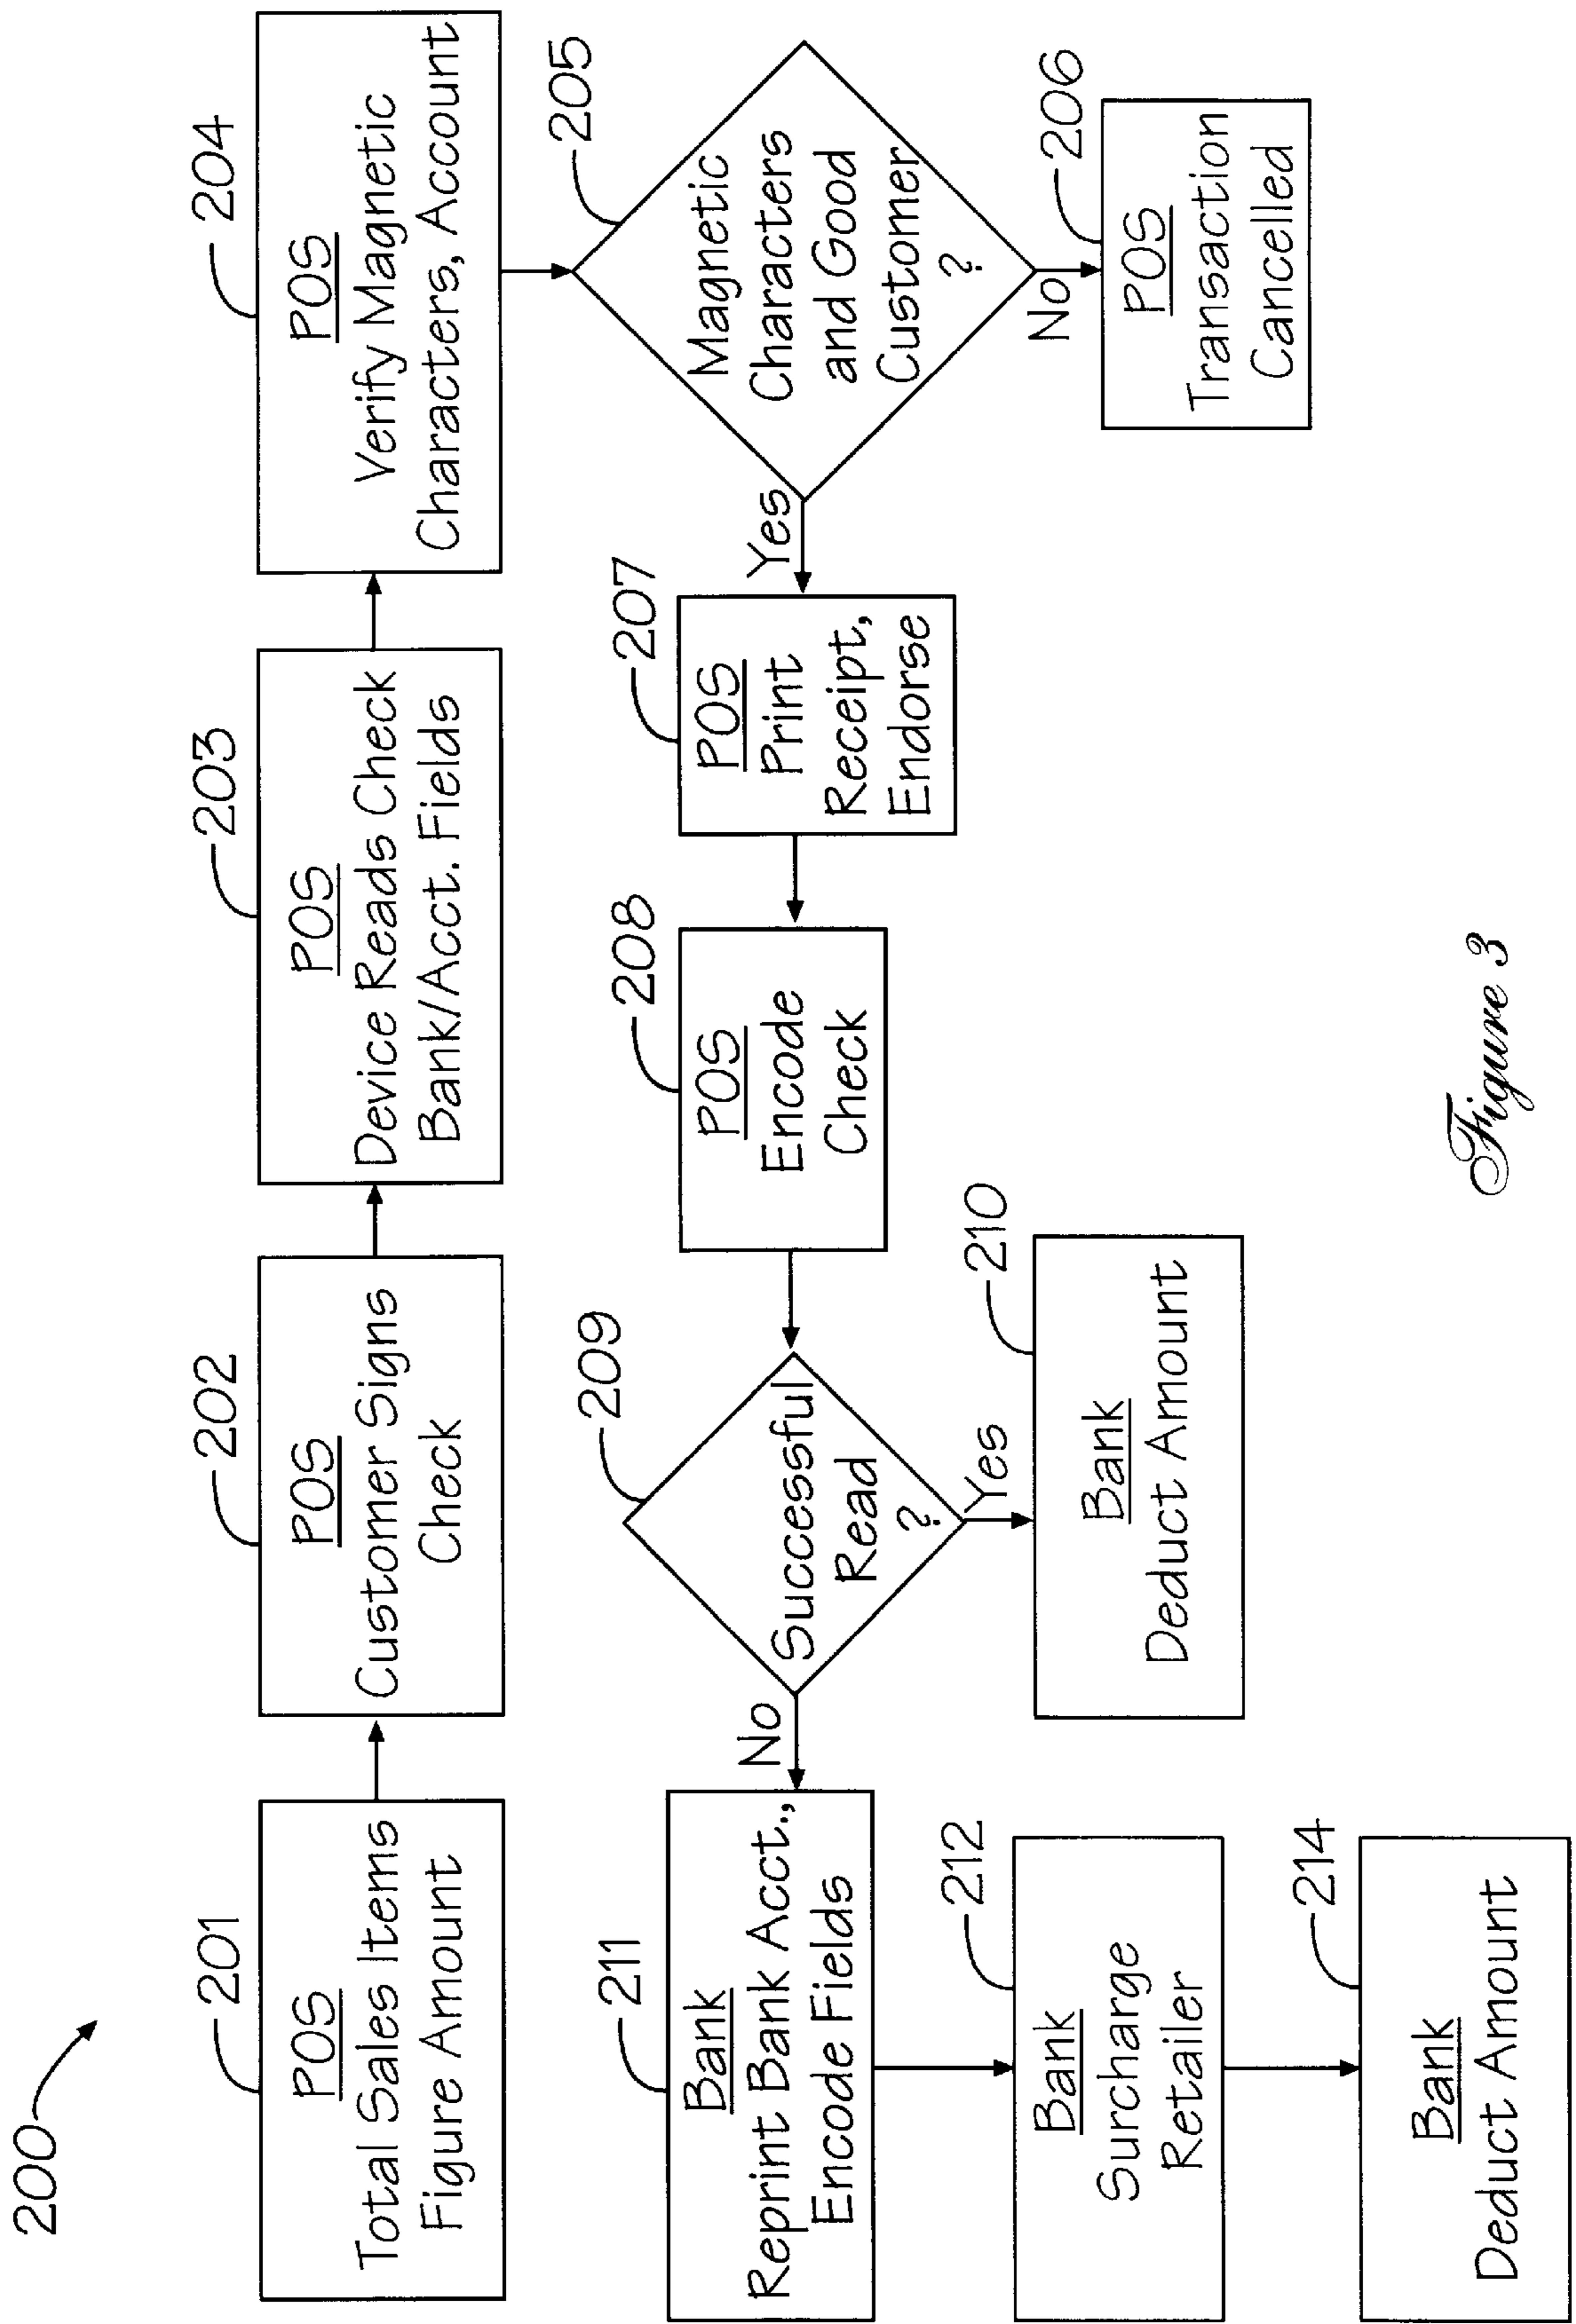 200
201
POS
Total Sales Items
Figure Amount
202
POS
Customer Signs
Check
203
POS
Device Reads Check
Bank/Acct. Fields
204
POS
Verify Magnetic
Characters, Account
205
Magnetic
Characters
and Good
Customer
?
No
206
POS
Transaction
Cancelled
Yes
207
POS
Print
Receipt,
Endorse
208
POS
Encode
Check
209
Successful
Read
?
Yes
210
Bank
Deduct Amount
No
211
Bank
Reprint Bank Acct.,
Encode Fields
212
Bank
Surcharge
Retailer
214
Bank
Deduct Amount
Figure 3